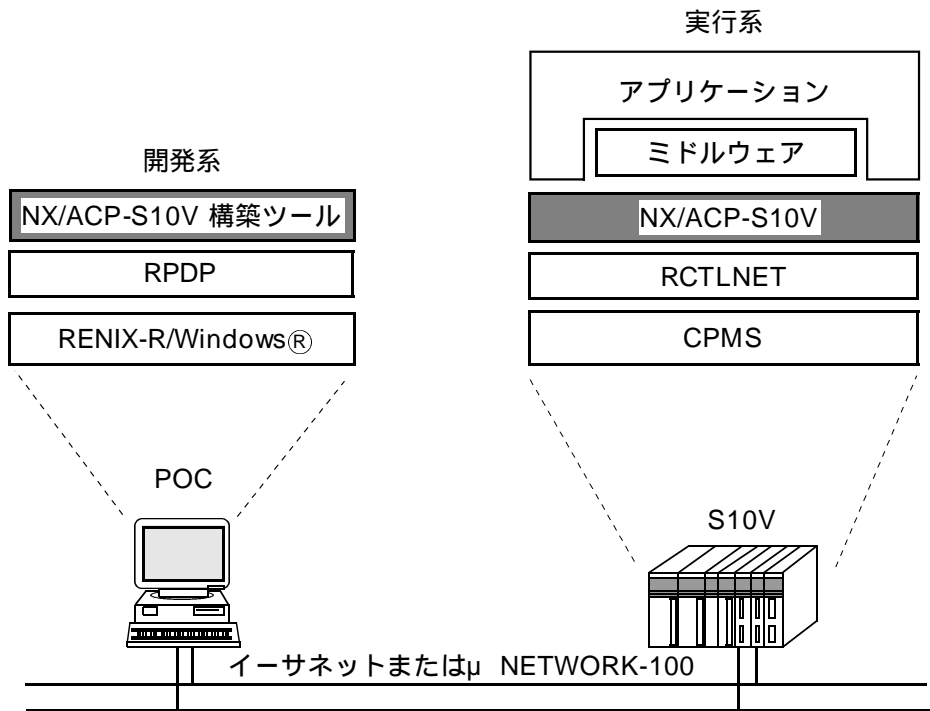 実行系
アプリケーション
ミドルウェア
開発系
NX/ACP-S10V 構築ツール
NX/ACP-S10V
RPDP
RCTLNET
RENIX-R/Windows®
CPMS
POC
S10V
イーサネットまたはμ NETWORK-100